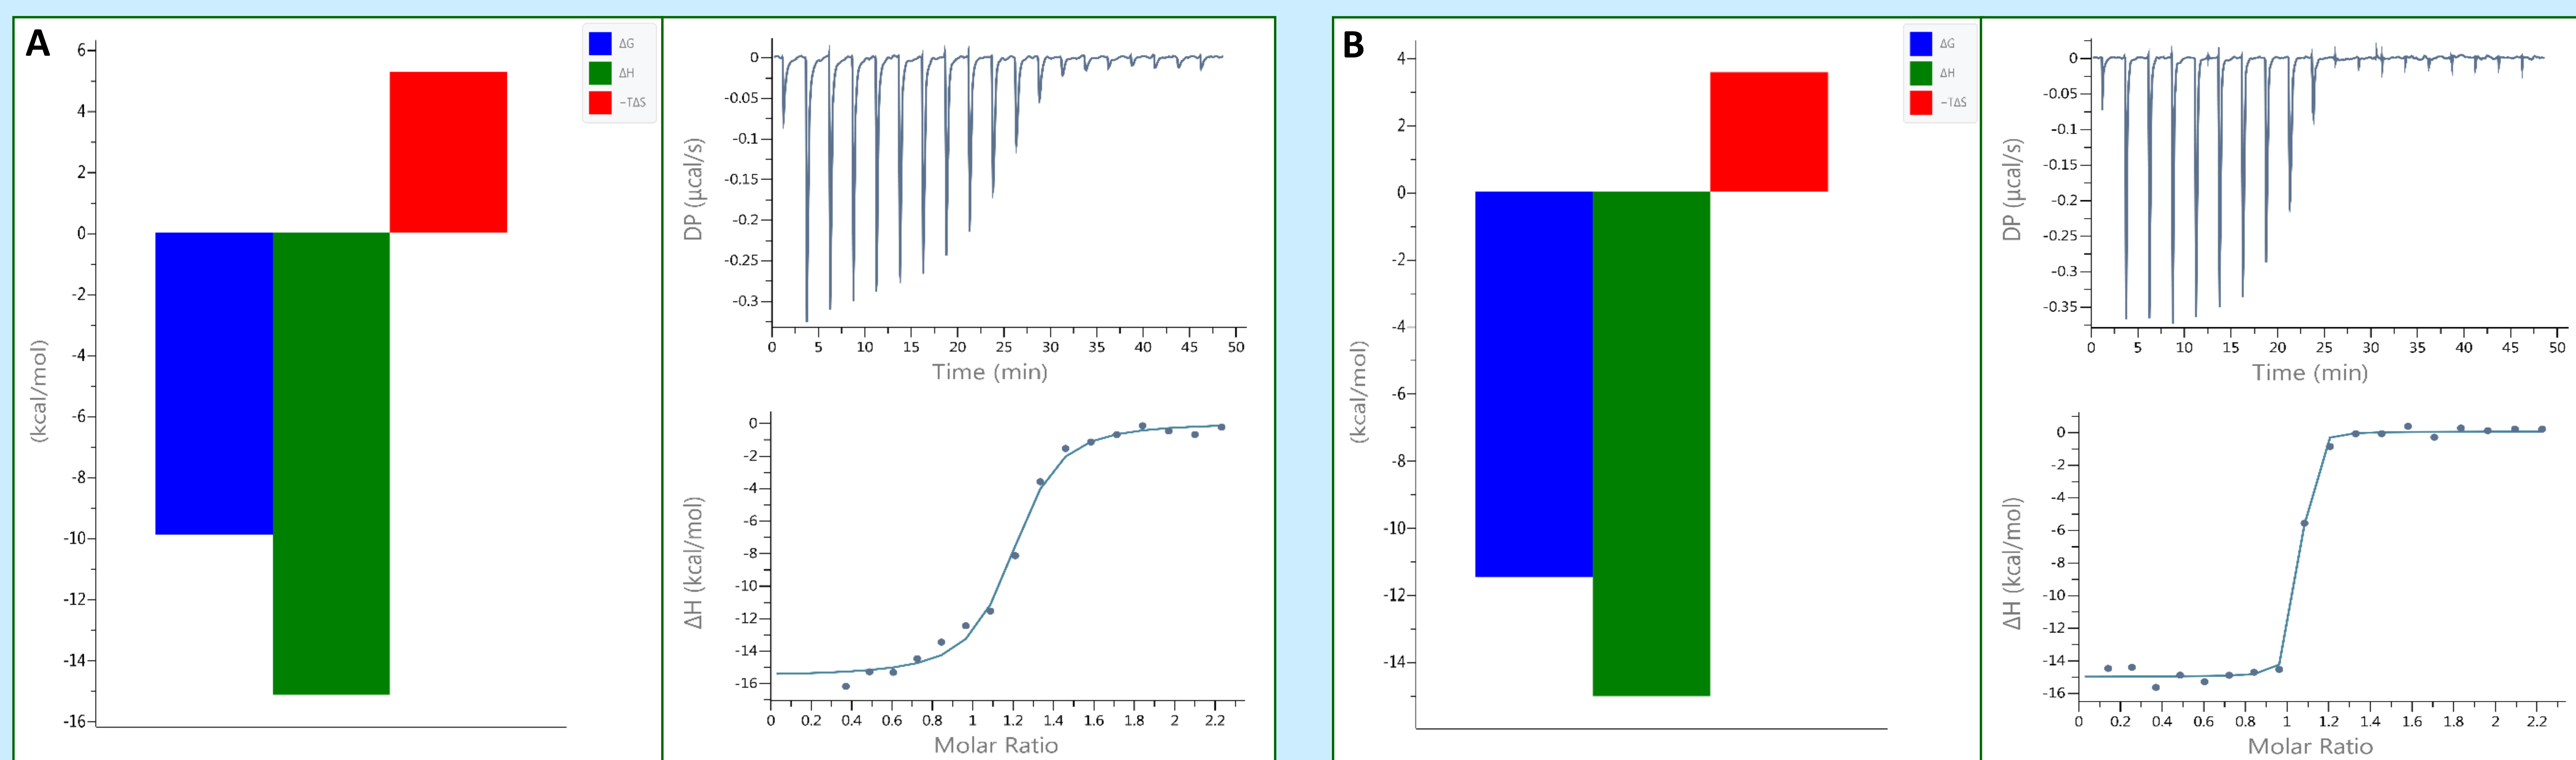 A
6
4
2
0
-2
-4
-6
-8
-10
-12
-14
-16
(kcal/mol)
ΔG
ΔH
-TΔS
0
-0.05
-0.1
-0.15
-0.2
-0.25
-0.3
DP (µcal/s)
0 5 10 15 20 25 30 35 40 45 50
Time (min)
0
-2
-4
-6
-8
-10
-12
-14
-16
ΔH (kcal/mol)
0 0.2 0.4 0.6 0.8 1 1.2 1.4 1.6 1.8 2 2.2
Molar Ratio
B
4
2
0
-2
-4
-6
-8
-10
-12
-14
(kcal/mol)
ΔG
ΔH
-TΔS
0
-0.05
-0.1
-0.15
-0.2
-0.25
-0.3
-0.35
DP (µcal/s)
0 5 10 15 20 25 30 35 40 45 50
Time (min)
0
-2
-4
-6
-8
-10
-12
-14
-16
ΔH (kcal/mol)
0 0.2 0.4 0.6 0.8 1 1.2 1.4 1.6 1.8 2 2.2
Molar Ratio